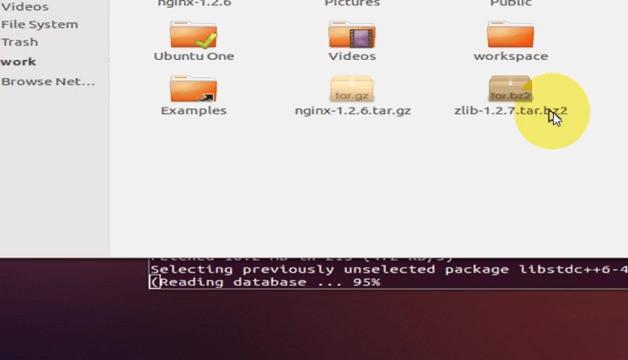 Videos
File System
Trash
work
Browse Net...
nginx-1.2.6
Pictures
Public
Ubuntu One
Videos
workspace
tar.gz
tar.bz2
Examples
nginx-1.2.6.tar.gz
zlib-1.2.7.tar.bz2
Selecting previously unselected package libstdc++6-4
(Reading database ... 95%